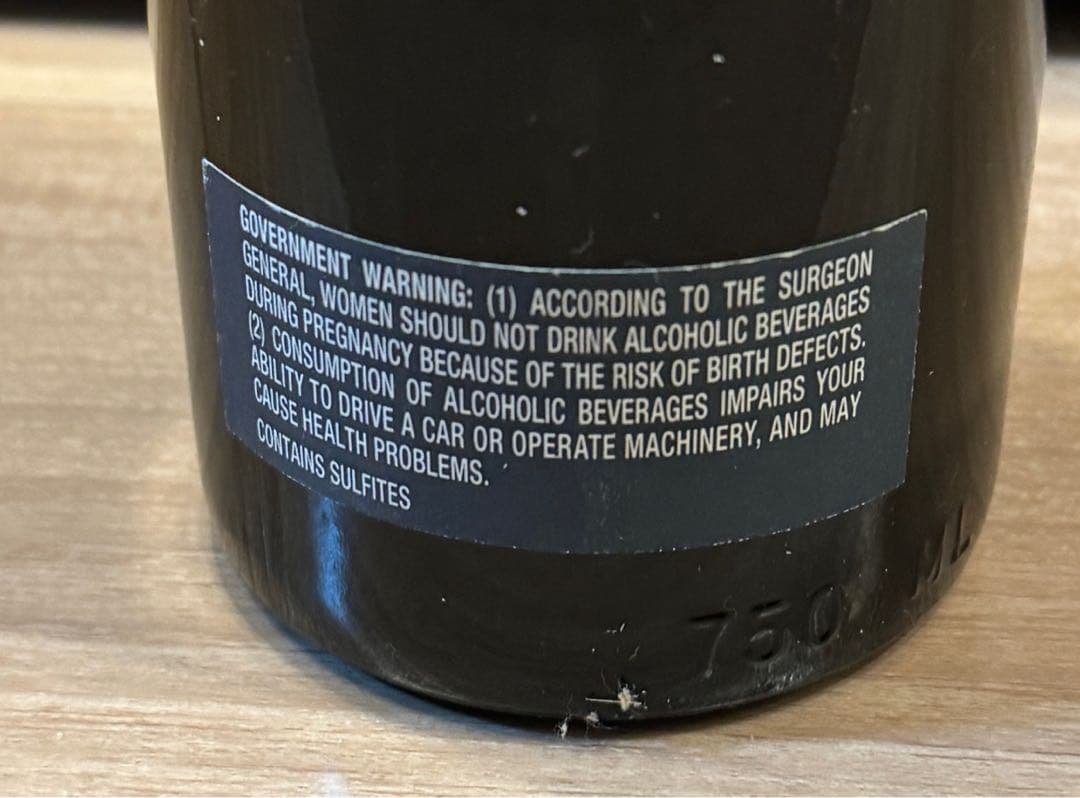 GOVERNMENT WARNING: (1) ACCORDING TO THE SURGEON
GENERAL, WOMEN SHOULD NOT DRINK ALCOHOLIC BEVERAGES
DURING PREGNANCY BECAUSE OF THE RISK OF BIRTH DEFECTS.
(2) CONSUMPTION OF ALCOHOLIC BEVERAGES IMPAIRS YOUR
ABILITY TO DRIVE A CAR OR OPERATE MACHINERY, AND MAY
CAUSE HEALTH PROBLEMS.
CONTAINS SULFITES
750 ML